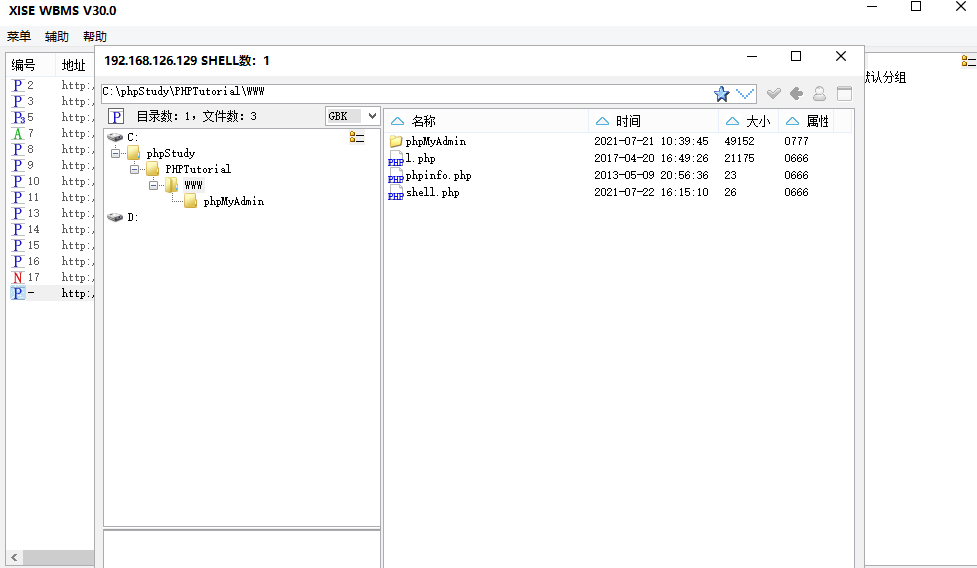 XISE WBMS V30.0
菜单 辅助 帮助
编号 地址
P 2 http:/
P 3 http:/
P3 5 http:/
A 7 http:/
P 8 http:/
P 9 http:/
P 10 http:/
P 11 http:/
P 13 http:/
P 14 http:/
P 15 http:/
P 16 http:/
N 17 http:/
P - http:/
192.168.126.129 SHELL数：1
C:\phpStudy\PHPTutorial\WWW
P 目录数：1，文件数：3 GBK
C:
phpStudy
PHPTutorial
WWW
phpMyAdmin
D:
名称 时间 大小 属性
phpMyAdmin 2021-07-21 10:39:45 49152 0777
PHP l.php 2017-04-20 16:49:26 21175 0666
PHP phpinfo.php 2013-05-09 20:56:36 23 0666
PHP shell.php 2021-07-22 16:15:10 26 0666
默认分组